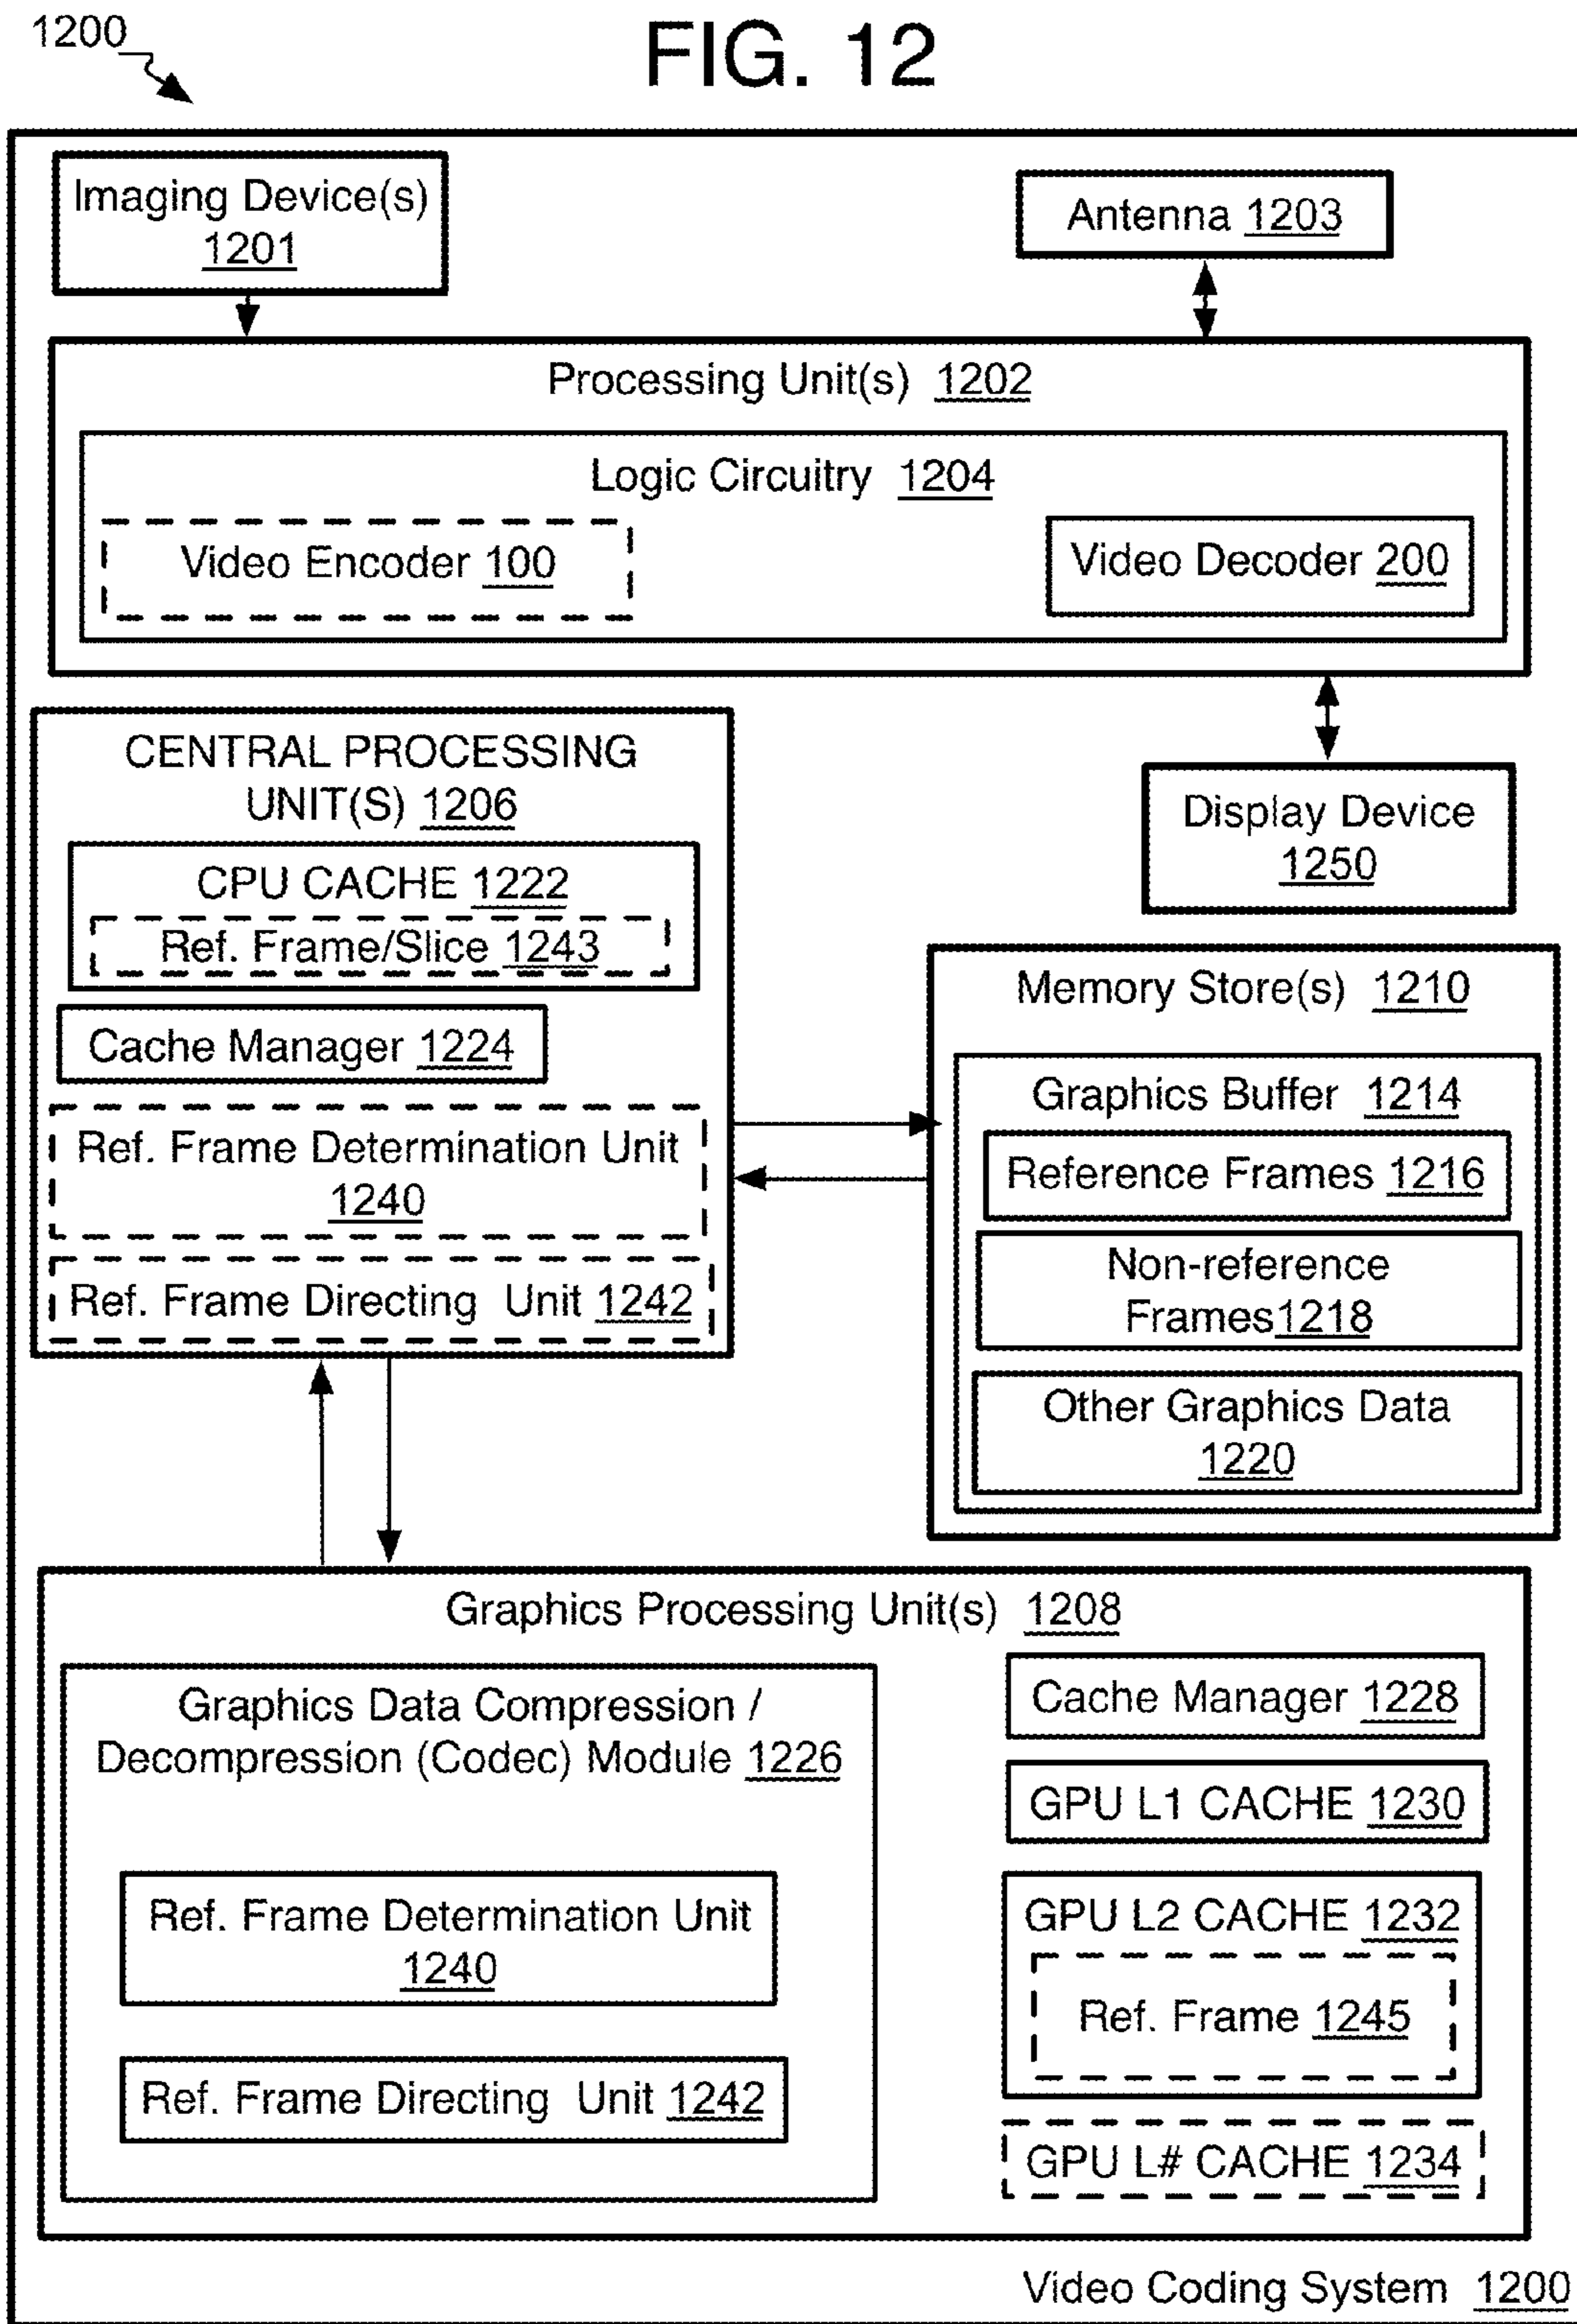 1200
FIG. 12
Imaging Device(s)
1201
Antenna 1203
Processing Unit(s) 1202
Logic Circuitry 1204
Video Encoder 100
Video Decoder 200
CENTRAL PROCESSING
UNIT(S) 1206
CPU CACHE 1222
Ref. Frame/Slice 1243
Cache Manager 1224
Ref. Frame Determination Unit
1240
Ref. Frame Directing Unit 1242
Display Device
1250
Memory Store(s) 1210
Graphics Buffer 1214
Reference Frames 1216
Non-reference
Frames1218
Other Graphics Data
1220
Graphics Processing Unit(s) 1208
Graphics Data Compression /
Decompression (Codec) Module 1226
Ref. Frame Determination Unit
1240
Ref. Frame Directing Unit 1242
Cache Manager 1228
GPU L1 CACHE 1230
GPU L2 CACHE 1232
Ref. Frame 1245
GPU L# CACHE 1234
Video Coding System 1200